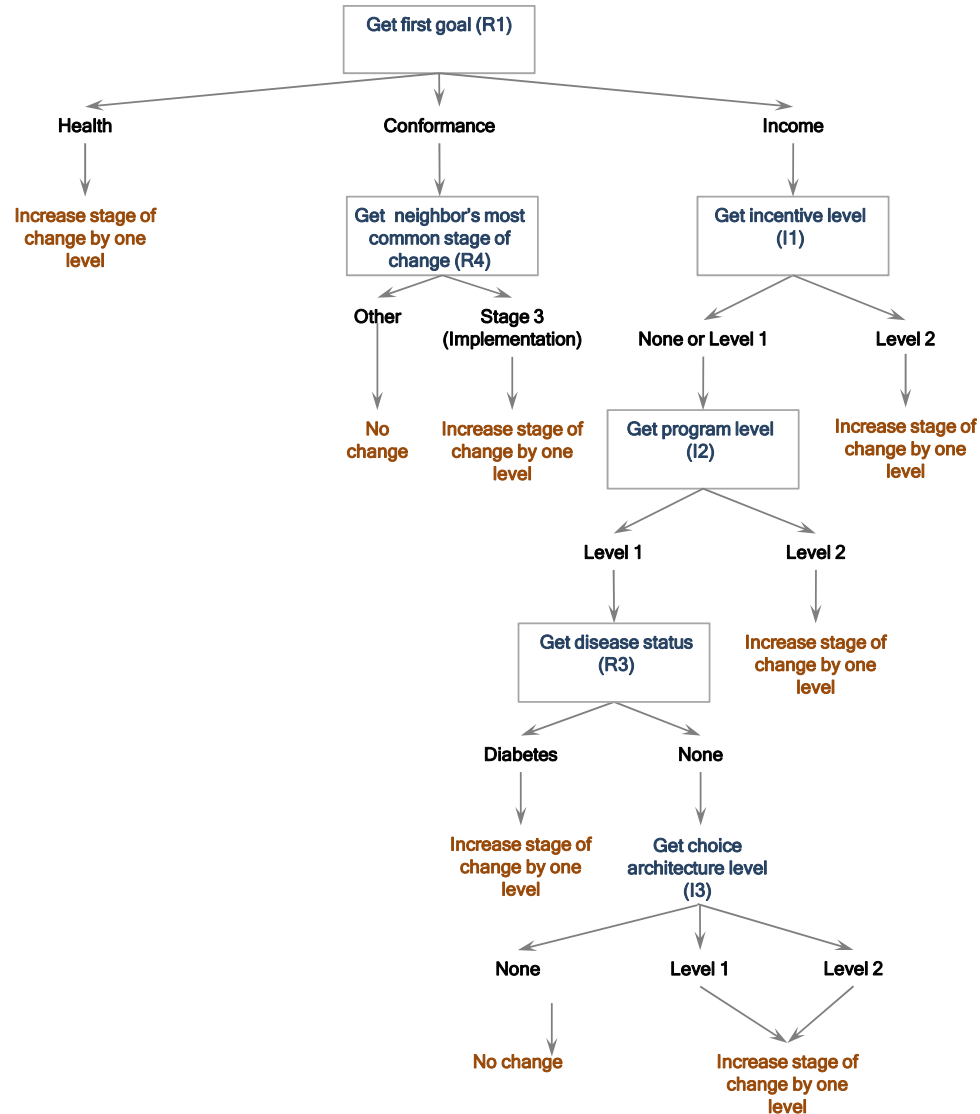 Get first goal (R1)
Health
Conformance
Income
Increase stage of
change by one
level
Get neighbor's most
common stage of
change (R4)
Get incentive level
(I1)
Other
Stage 3
(Implementation)
None or Level 1
Level 2
No
change
Increase stage of
change by one
level
Get program level
(I2)
Increase stage of
change by one
level
Level 1
Level 2
Get disease status
(R3)
Increase stage of
change by one
level
Diabetes
None
Increase stage of
change by one
level
Get choice
architecture level
(I3)
None
Level 1
Level 2
No change
Increase stage of
change by one
level